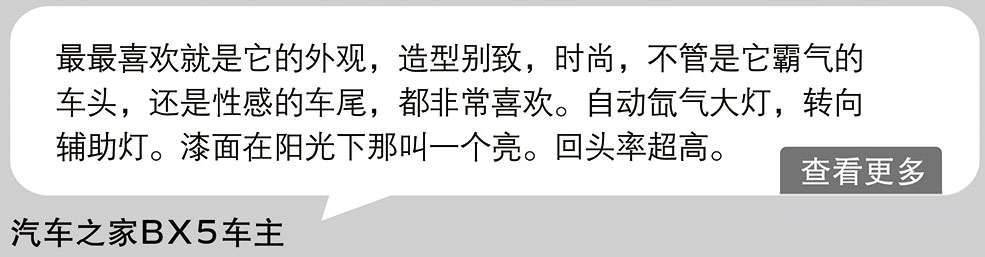 最最喜欢就是它的外观，造型别致，时尚，不管是它霸气的
车头，还是性感的车尾，都非常喜欢。自动氙气大灯，转向
辅助灯。漆面在阳光下那叫一个亮。回头率超高。
查看更多
汽车之家BX5车主